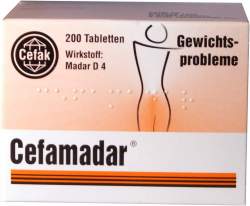 Cefak
200 Tabletten
Wirkstoff:
Madar D 4
Gewichts-
probleme
Cefamadar®